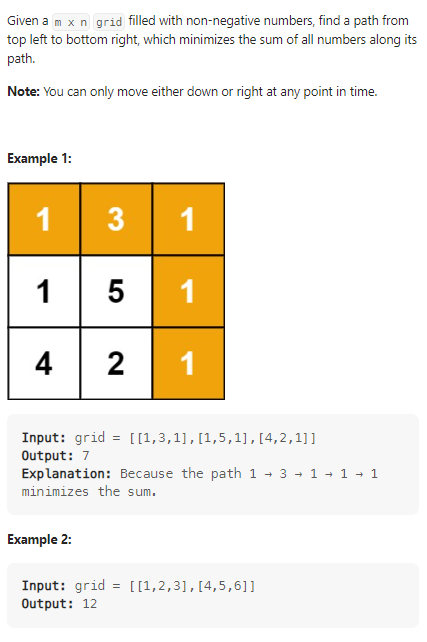 Given a m x n grid filled with non-negative numbers, find a path from
top left to bottom right, which minimizes the sum of all numbers along its
path.
Note: You can only move either down or right at any point in time.
Example 1:
1 3 1
1 5 1
4 2 1
Input: grid = [[1,3,1],[1,5,1],[4,2,1]]
Output: 7
Explanation: Because the path 1 → 3 → 1 → 1 → 1
minimizes the sum.
Example 2:
Input: grid = [[1,2,3],[4,5,6]]
Output: 12